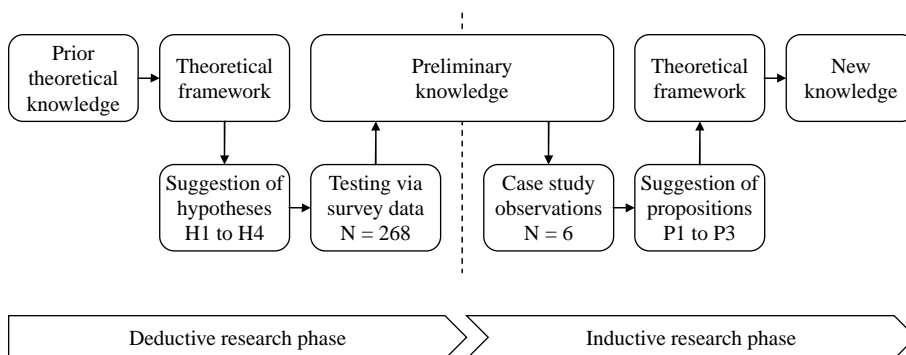 Prior
theoretical
knowledge
Theoretical
framework
Preliminary
knowledge
Theoretical
framework
New
knowledge
Suggestion of
hypotheses
H1 to H4
Testing via
survey data
N = 268
Case study
observations
N = 6
Suggestion of
propositions
P1 to P3
Deductive research phase
Inductive research phase